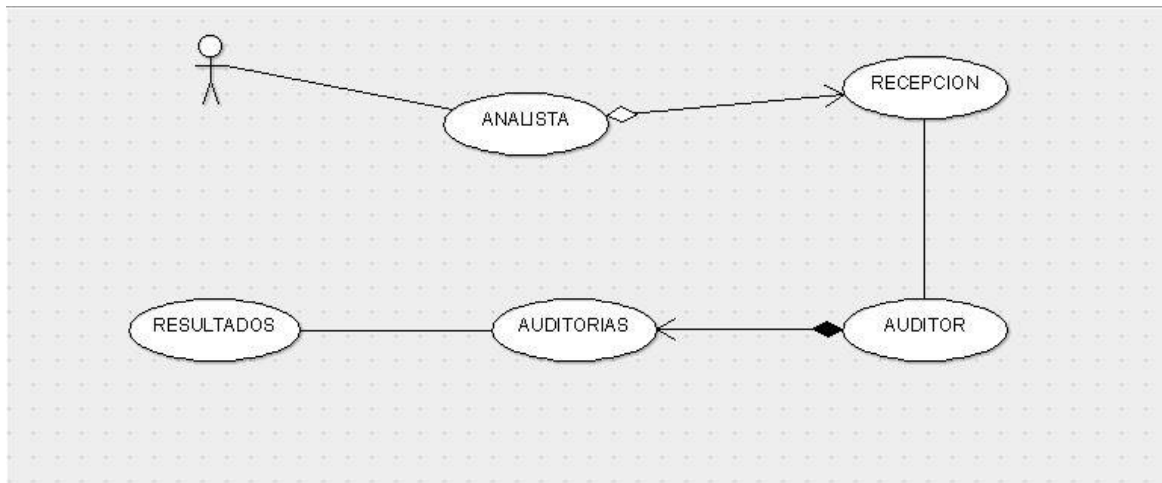 RECEPCION
ANALISTA
RESULTADOS
AUDITORIAS
AUDITOR